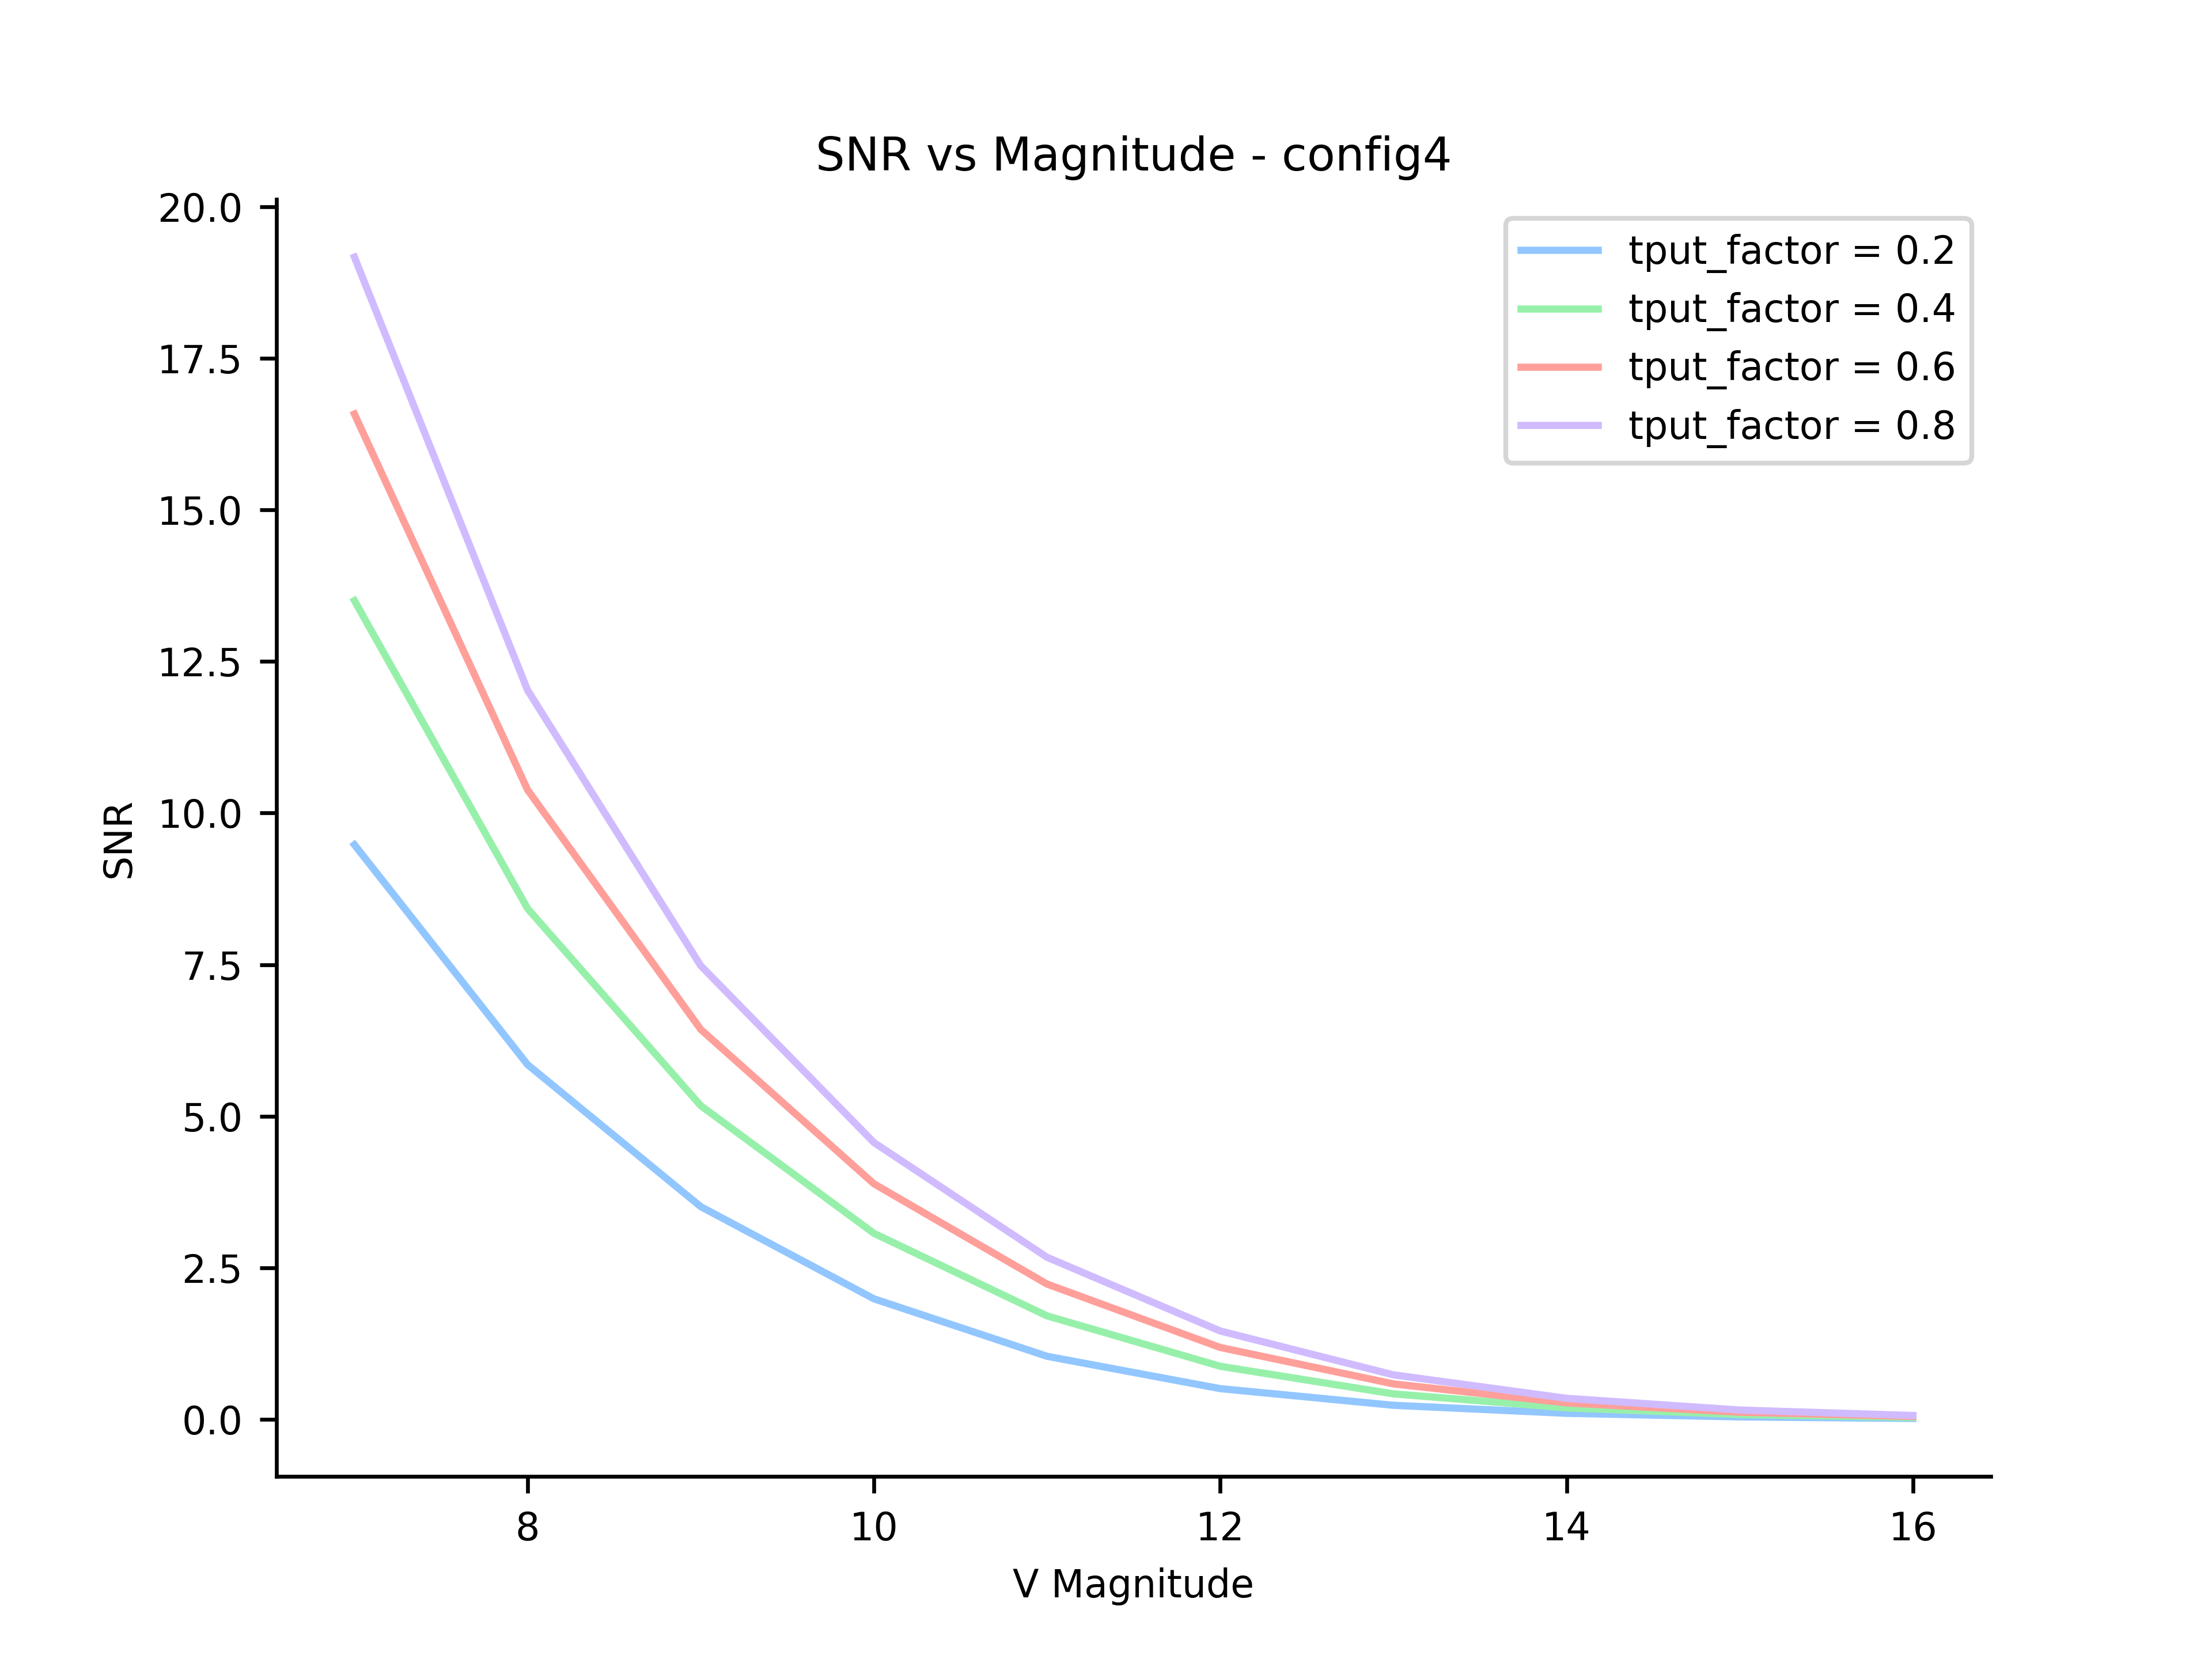 SNR vs Magnitude - config4
20.0
17.5
15.0
12.5
10.0
7.5
5.0
2.5
0.0
SNR
tput_factor = 0.2
tput_factor = 0.4
tput_factor = 0.6
tput_factor = 0.8
8 10 12 14 16
V Magnitude